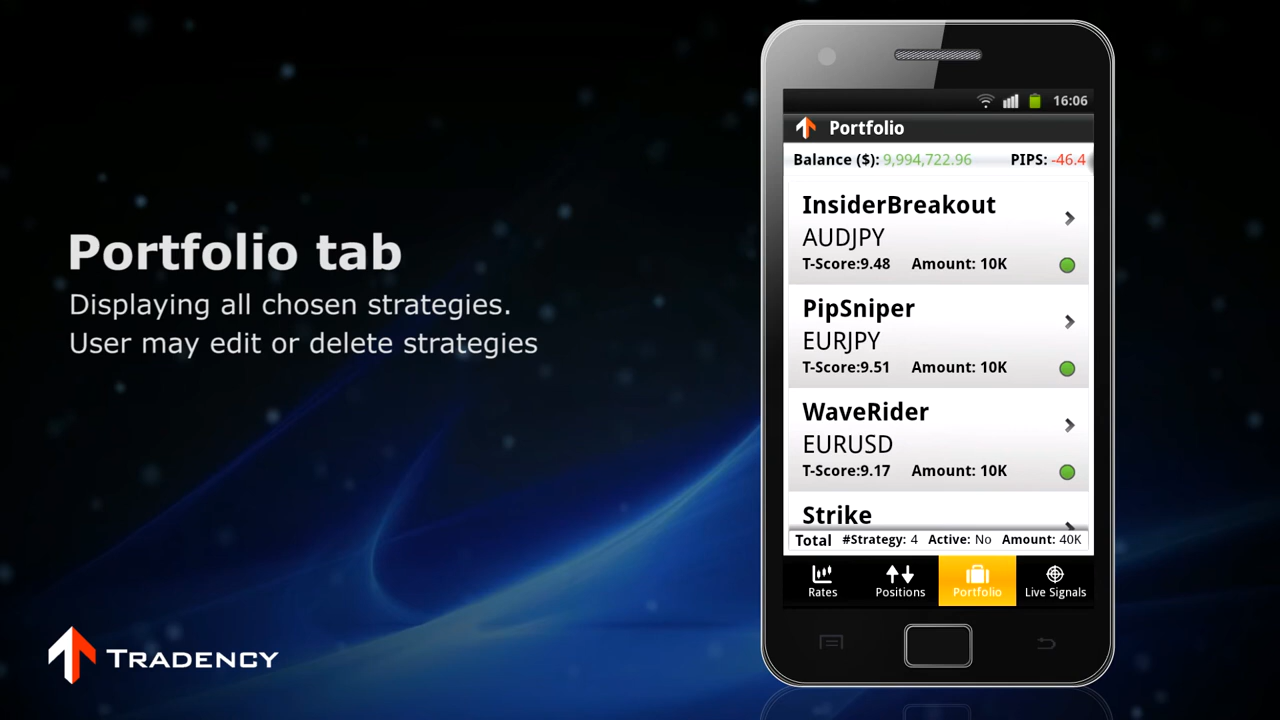 Portfolio tab
Displaying all chosen strategies.
User may edit or delete strategies
TRADENCY
16:06
Portfolio
Balance ($): 9,994,722.96 PIPS: -46.4
InsiderBreakout
AUDJPY
T-Score:9.48 Amount: 10K
PipSniper
EURJPY
T-Score:9.51 Amount: 10K
WaveRider
EURUSD
T-Score:9.17 Amount: 10K
Strike
Total #Strategy: 4 Active: No Amount: 40K
Rates Positions Portfolio Live Signals